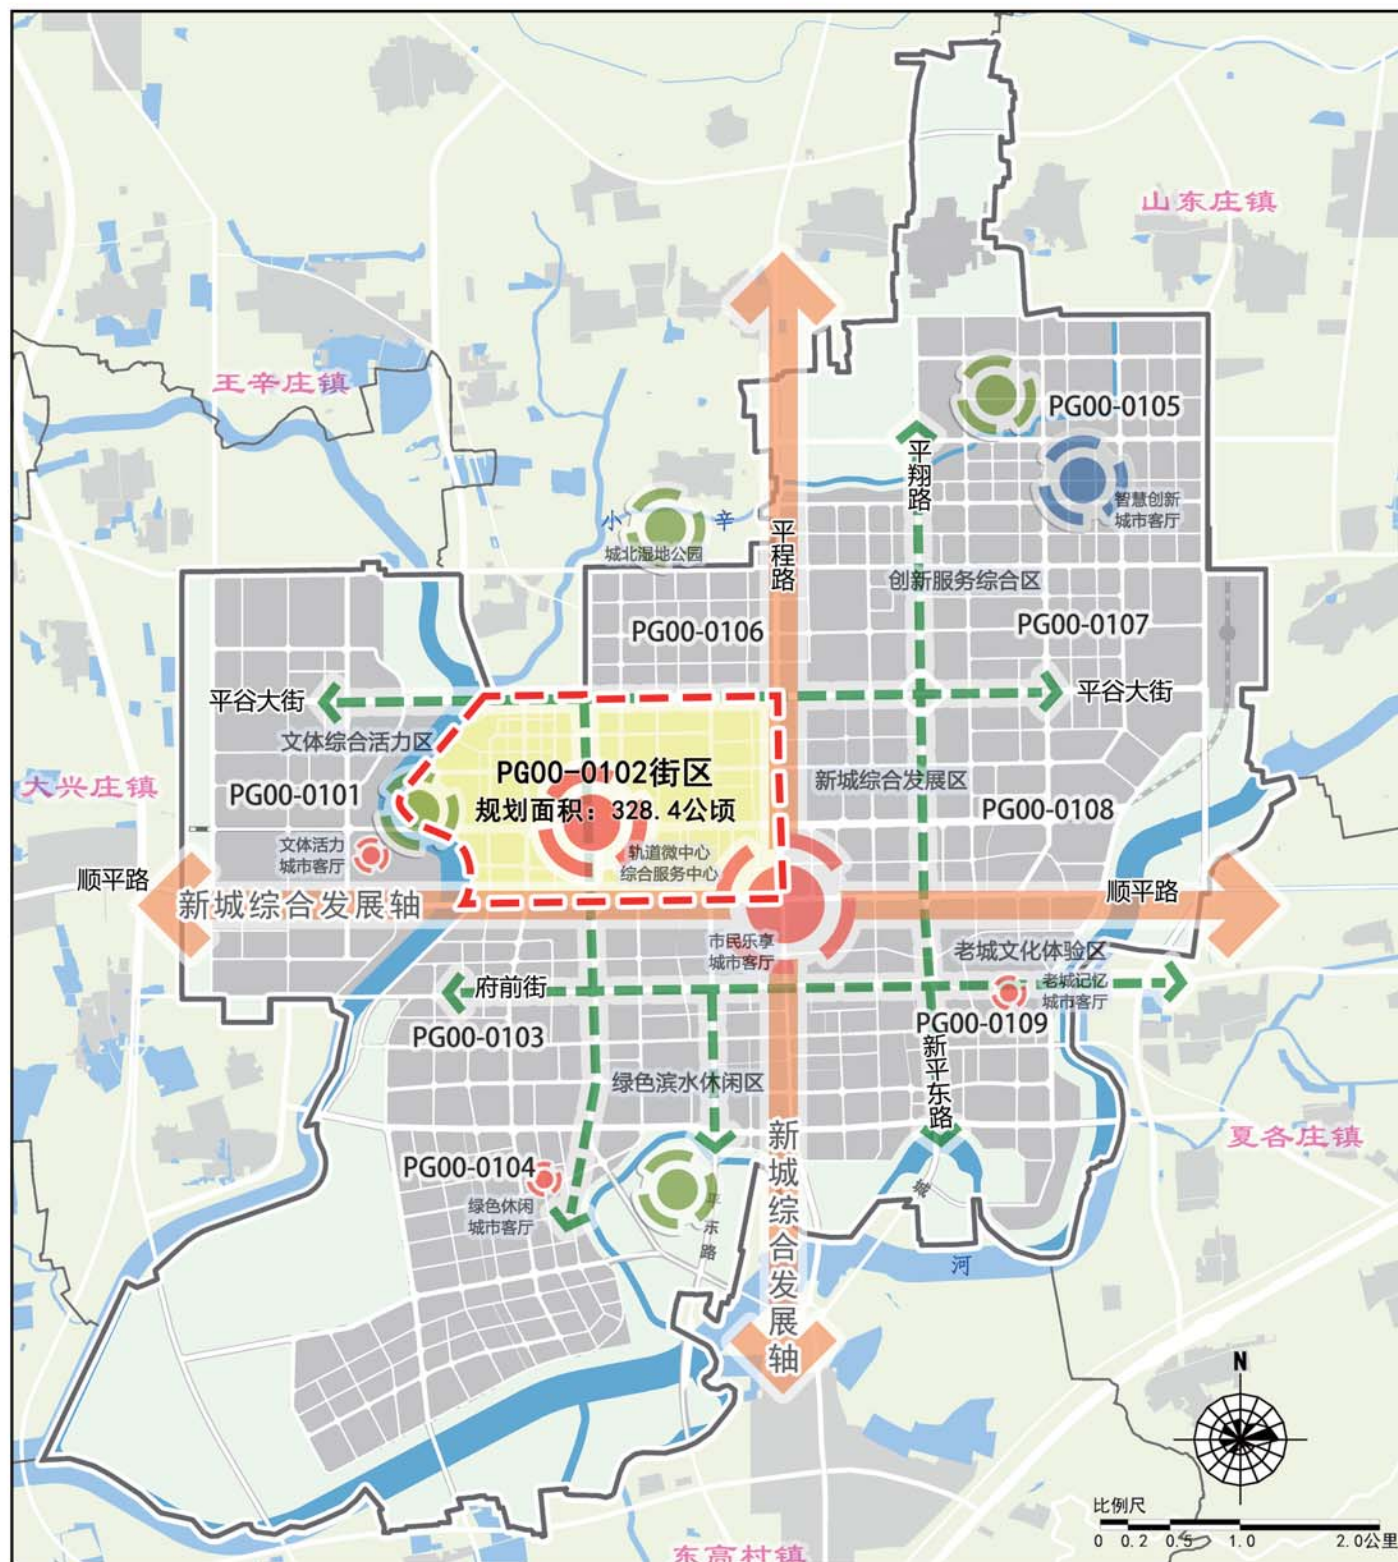 山东庄镇
王辛庄镇
PG00-0105
平翔路
智慧创新
城市客厅
小
辛
城北湿地公园
平程路
创新服务综合区
PG00-0106
PG00-0107
平谷大街
平谷大街
文体综合活力区
大兴庄镇
PG00-0101
PG00-0102街区
规划面积：328.4公顷
新城综合发展区
PG00-0108
文体活力
城市客厅
轨道微中心
综合服务中心
顺平路
新城综合发展轴
顺平路
市民乐享
城市客厅
老城文化体验区
府前街
老城记忆
城市客厅
PG00-0103
PG00-0109
新平东路
绿色滨水休闲区
夏各庄镇
PG00-0104
绿色休闲
城市客厅
平东路
城
河
新城综合发展轴
N
比例尺
0 0.2 0.5 1.0 2.0公里
东高村镇